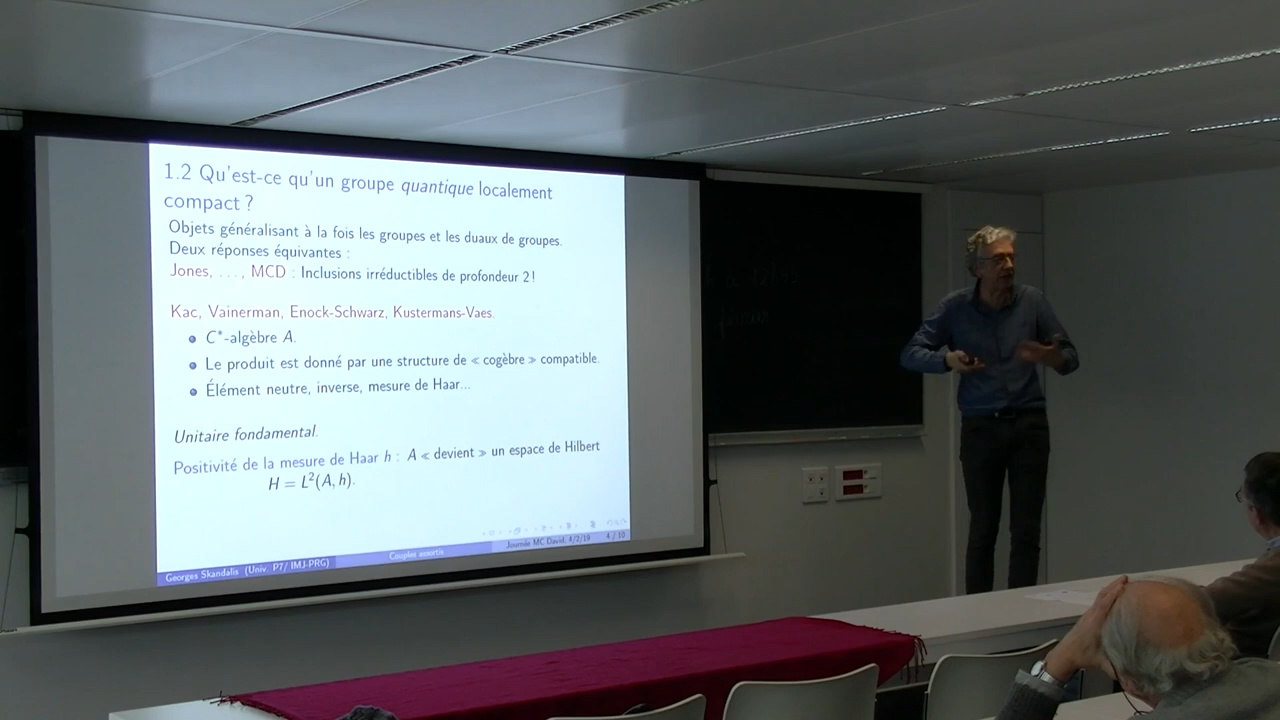 1.2 Qu'est-ce qu'un groupe quantique localement
compact ?
Objets généralisant à la fois les groupes et les duaux de groupes.
Deux réponses équivantes :
Jones, . . . , MCD : Inclusions irréductibles de profondeur 2 !
Kac, Vainerman, Enock-Schwarz, Kustermans-Vaes.
C*-algèbre A.
Le produit est donné par une structure de « cogèbre » compatible.
Élément neutre, inverse, mesure de Haar...
Unitaire fondamental.
Positivité de la mesure de Haar h : A « devient » un espace de Hilbert
H = L²(A, h).
Georges Skandalis (Univ. P7/ IMJ-PRG)
Couples assortis
Journée MC David, 4/2/19
4 / 10